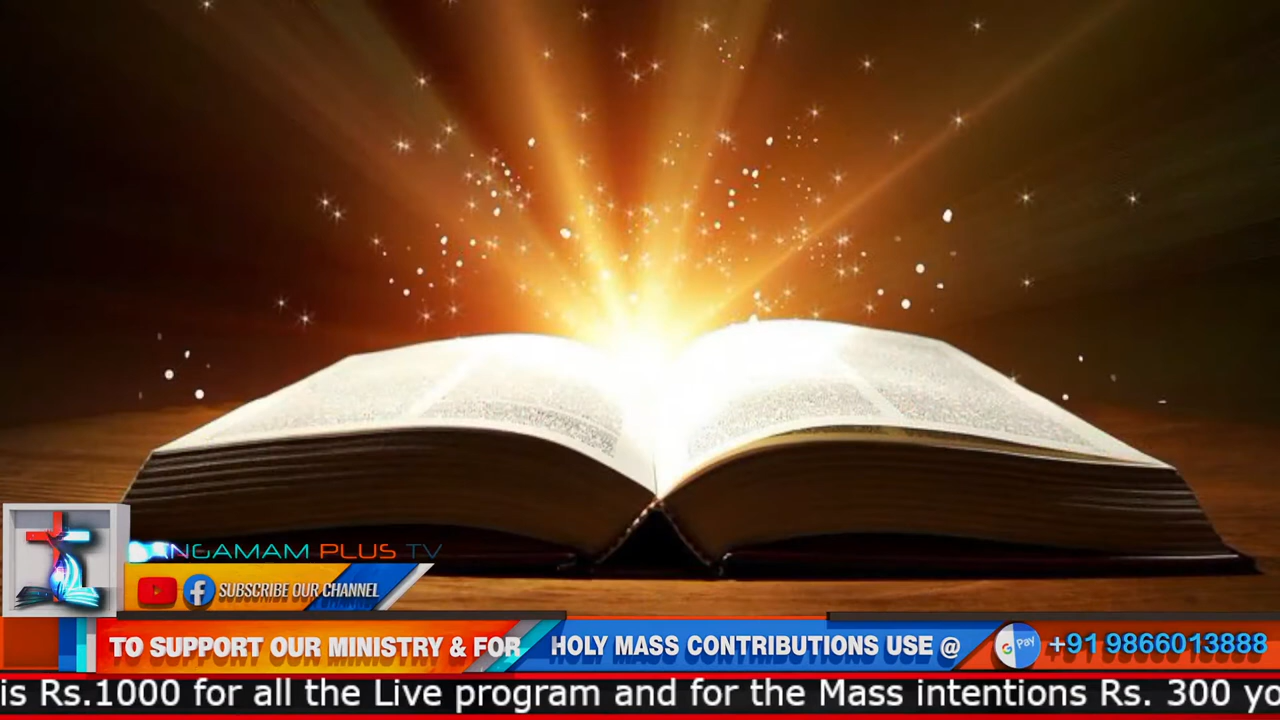 NGAMAM PLUS TV
SUBSCRIBE OUR CHANNEL
TO SUPPORT OUR MINISTRY & FOR HOLY MASS CONTRIBUTIONS USE @ G Pay +91 9866013888
is Rs.1000 for all the Live program and for the Mass intentions Rs. 300 yo